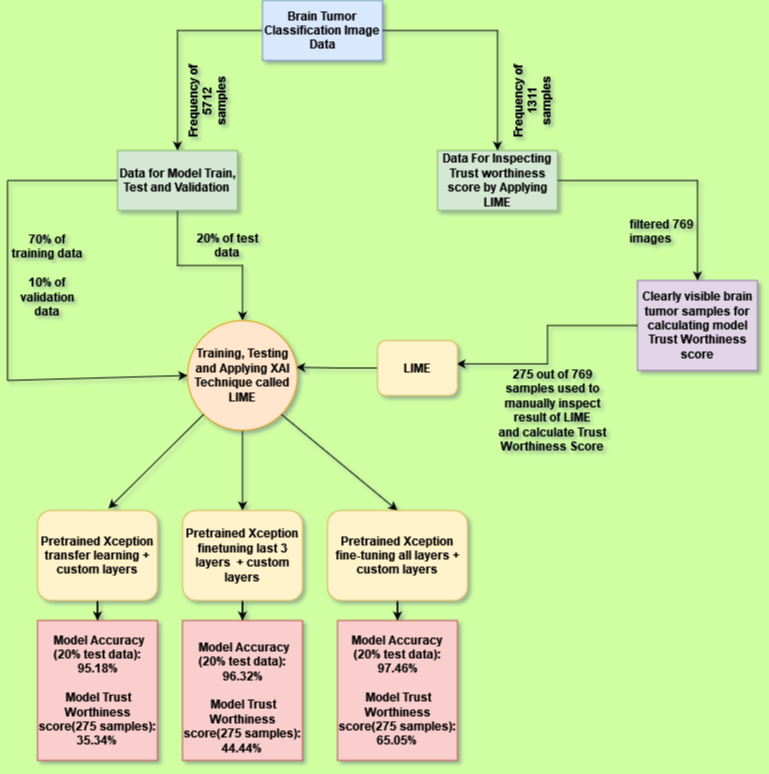 Brain Tumor
Classification Image
Data
Frequency of
5712
samples
Frequency of
1311
samples
Data for Model Train,
Test and Validation
Data For Inspecting
Trust worthiness
score by Applying
LIME
70% of
training data
10% of
validation
data
20% of test
data
filtered 769
images
Clearly visible brain
tumor samples for
calculating model
Trust Worthiness
score
Training, Testing
and Applying XAI
Technique called
LIME
LIME
275 out of 769
samples used to
manually inspect
result of LIME
and calculate Trust
Worthiness Score
Pretrained Xception
transfer learning +
custom layers
Pretrained Xception
finetuning last 3
layers + custom
layers
Pretrained Xception
fine-tuning all layers +
custom layers
Model Accuracy
(20% test data):
95.18%
Model Trust
Worthiness
score(275 samples):
35.34%
Model Accuracy
(20% test data):
96.32%
Model Trust
Worthiness
score(275 samples):
44.44%
Model Accuracy
(20% test data):
97.46%
Model Trust
Worthiness
score(275 samples):
65.05%